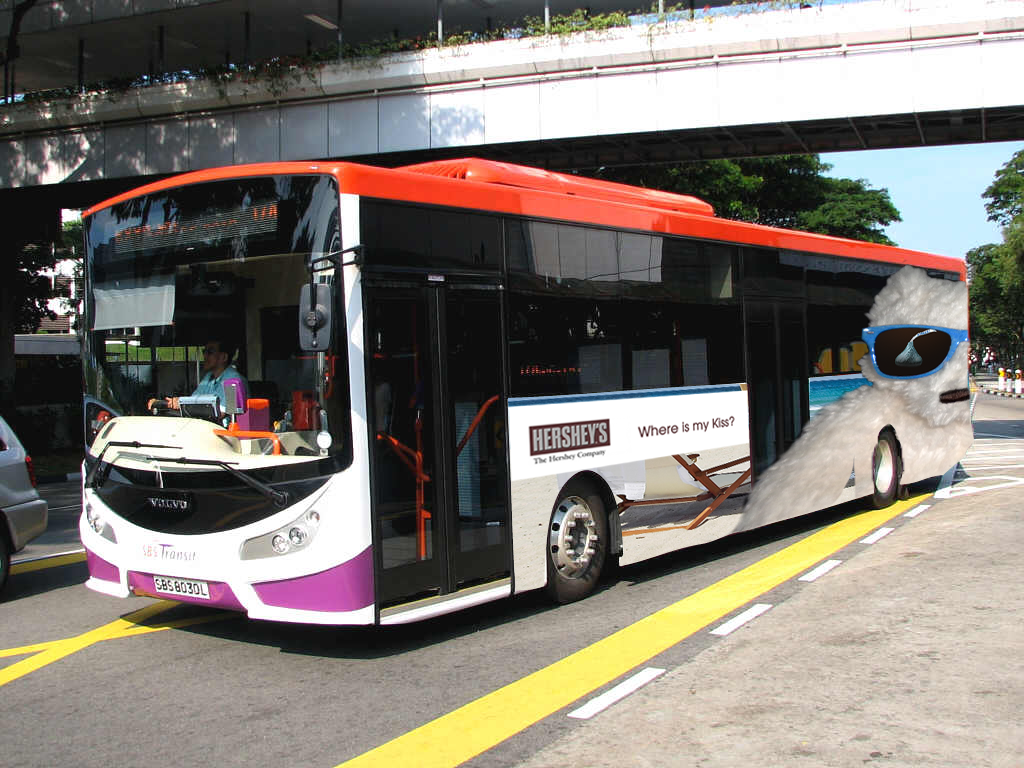 HERSHEY'S
The Hershey Company
Where is my Kiss?
VOLVO
SBS Transit
SBS8030L